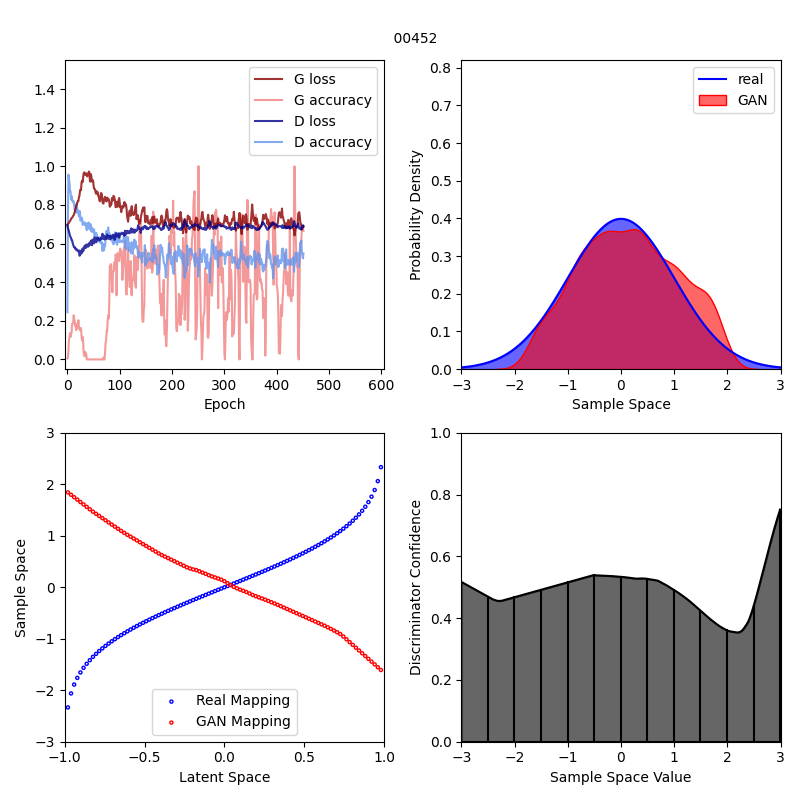 00452
G loss
G accuracy
D loss
D accuracy
1.4
1.2
1.0
0.8
0.6
0.4
0.2
0.0
0 100 200 300 400 500 600
Epoch
real
GAN
Probability Density
0.8
0.7
0.6
0.5
0.4
0.3
0.2
0.1
0.0
−3 −2 −1 0 1 2 3
Sample Space
Sample Space
3
2
1
0
−1
−2
−3
Real Mapping
GAN Mapping
−1.0 −0.5 0.0 0.5 1.0
Latent Space
Discriminator Confidence
1.0
0.8
0.6
0.4
0.2
0.0
−3 −2 −1 0 1 2 3
Sample Space Value